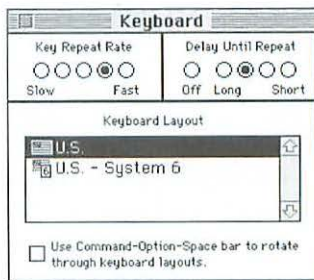 Keyboard
Key Repeat Rate
Slow Fast
Delay Until Repeat
Off Long Short
Keyboard Layout
U.S.
U.S. - System 6
Use Command-Option-Space bar to rotate
through keyboard layouts.